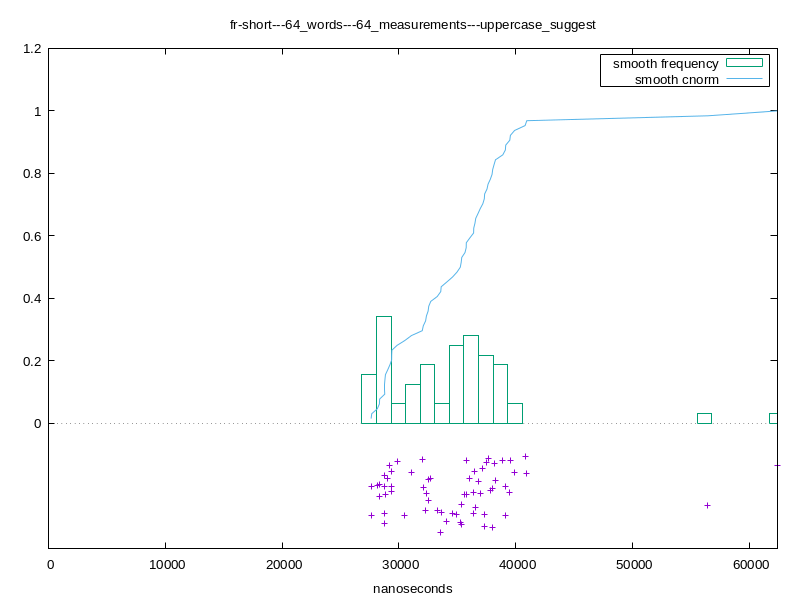 fr-short---64_words---64_measurements---uppercase_suggest
smooth frequency
smooth cnorm
1.2
1
0.8
0.6
0.4
0.2
0
0 10000 20000 30000 40000 50000 60000
nanoseconds